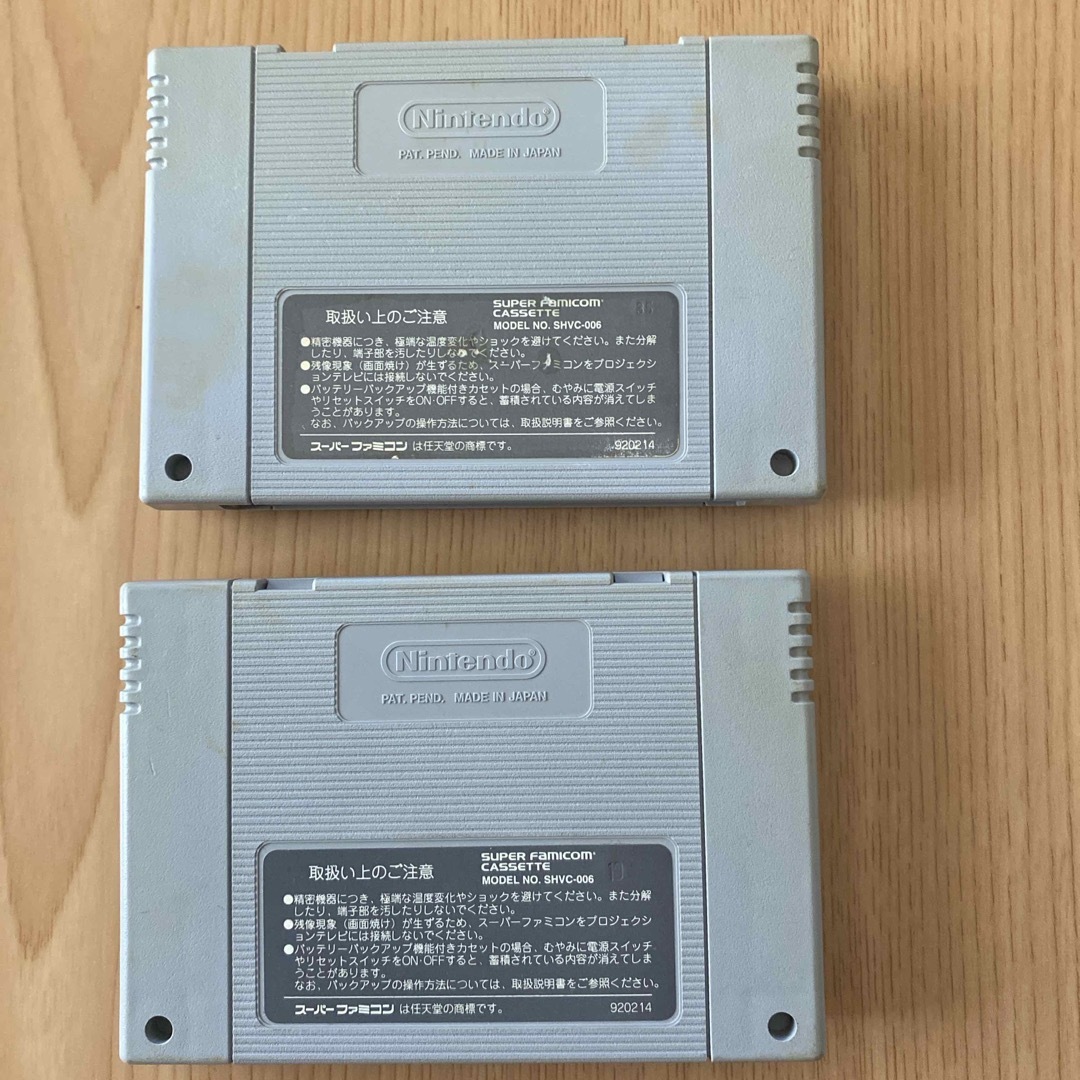 Nintendo®
PAT. PEND. MADE IN JAPAN
取扱い上のご注意
SUPER FAMICOM
CASSETTE
MODEL NO. SHVC-006
●精密機器につき、極端な温度変化やショックを避けてください。また分解
したり、端子部を汚したりしないでください。
●残像現象（画面焼け）が生ずるため、スーパーファミコンをプロジェクシ
ョンテレビには接続しないでください。
●バッテリーバックアップ機能付きカセットの場合、むやみに電源スイッチ
やリセットスイッチをON·OFFすると、蓄積されている内容が消えてしま
うことがあります。
なお、バックアップの操作方法については、取扱説明書をご参照ください。
スーパーファミコン は任天堂の商標です。 920214
Nintendo®
PAT. PEND. MADE IN JAPAN
取扱い上のご注意
SUPER FAMICOM
CASSETTE
MODEL NO. SHVC-006
●精密機器につき、極端な温度変化やショックを避けてください。また分解
したり、端子部を汚したりしないでください。
●残像現象（画面焼け）が生ずるため、スーパーファミコンをプロジェクシ
ョンテレビには接続しないでください。
●バッテリーバックアップ機能付きカセットの場合、むやみに電源スイッチ
やリセットスイッチをON·OFFすると、蓄積されている内容が消えてしま
うことがあります。
なお、バックアップの操作方法については、取扱説明書をご参照ください。
スーパーファミコン は任天堂の商標です。 920214